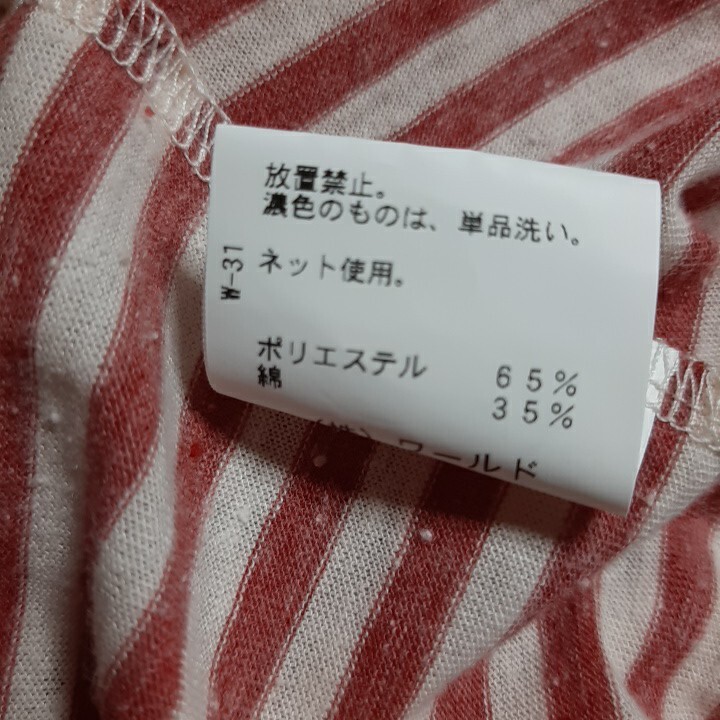 放置禁止。
濃色のものは、単品洗い。
ネット使用。
W-31
ポリエステル 65%
綿 35%
(株)ワールド